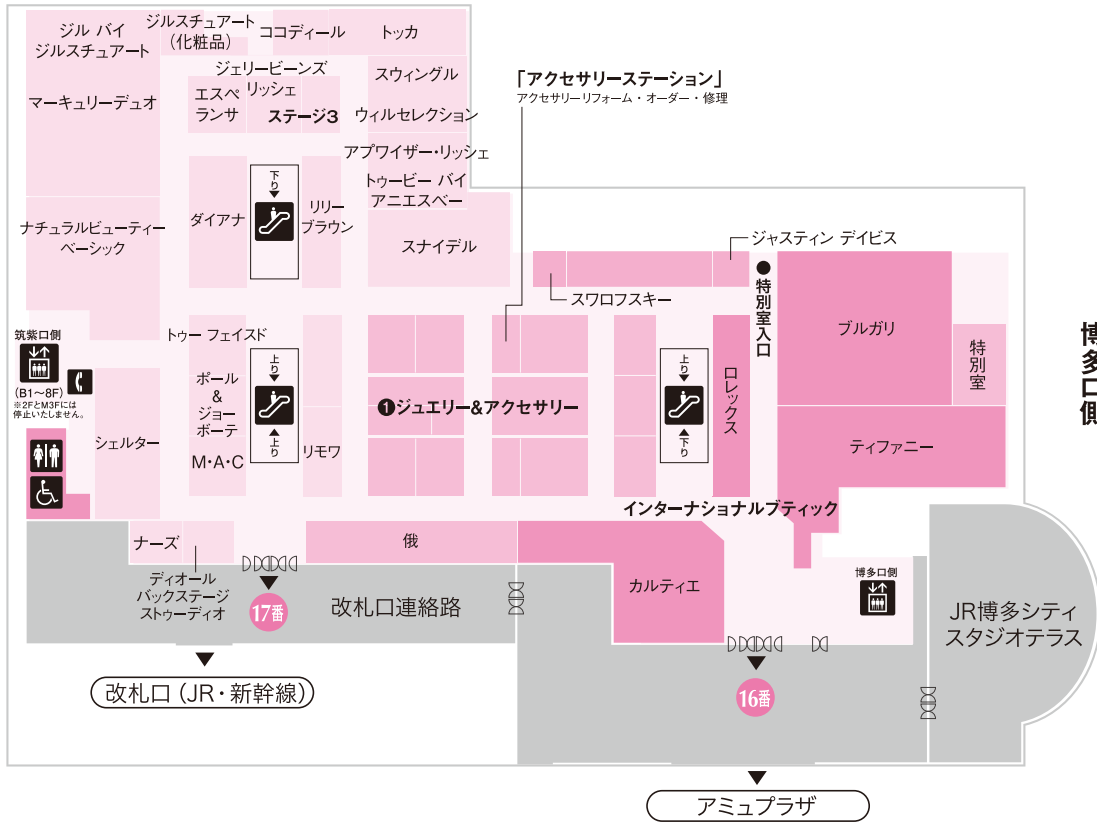 ジル バイ
ジルスチュアート
ジルスチュアート
(化粧品)
ココディール
トッカ
マーキュリーデュオ
ジェリービーンズ
リッシェ
エスペ
ランサ
ステージ3
スウィングル
ウィルセレクション
「アクセサリーステーション」
アクセサリーリフォーム・オーダー・修理
アプワイザー・リッシェ
トゥービー バイ
アニエスベー
ナチュラルビューティー
ベーシック
ダイアナ
下り
リリー
ブラウン
スナイデル
ジャスティン デイビス
スワロフスキー
特別室入口
ブルガリ
特別室
博多口側
筑紫口側
(B1~8F)
※2FとM3Fには
停止いたしません。
トゥー フェイスド
ポール
&
ジョー
ボーテ
上り
上り
❶ジュエリー&アクセサリー
上り
下り
ロレックス
シェルター
M・A・C
リモワ
ティファニー
インターナショナルブティック
ナーズ
ディオール
バックステージ
ストゥーディオ
俄
カルティエ
博多口側
17番
改札口連絡路
JR博多シティ
スタジオテラス
改札口(JR・新幹線)
16番
アミュプラザ